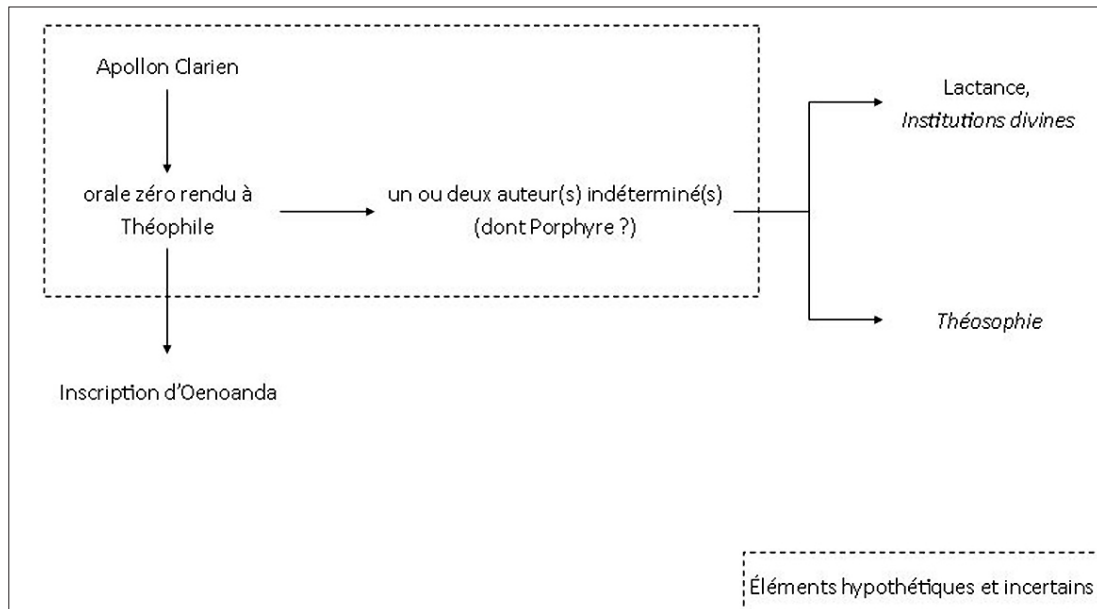 Apollon Clarien
orale zéro rendu à
Théophile
un ou deux auteur(s) indéterminé(s)
(dont Porphyre ?)
Lactance,
Institutions divines
Théosophie
Inscription d’Oenoanda
Éléments hypothétiques et incertains